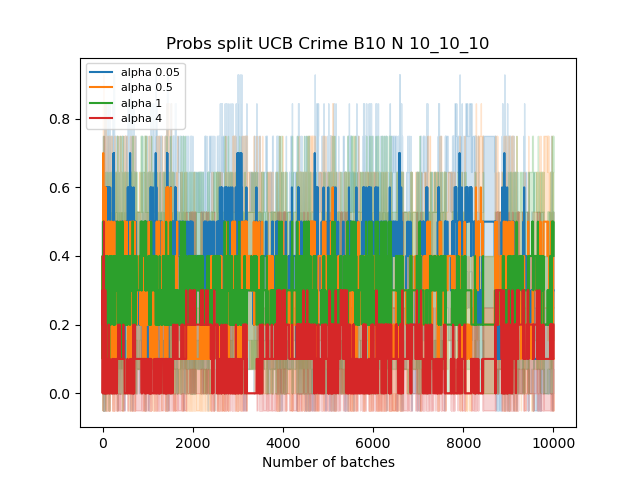 Probs split UCB Crime B10 N 10_10_10
alpha 0.05
alpha 0.5
alpha 1
alpha 4
0.8
0.6
0.4
0.2
0.0
0 2000 4000 6000 8000 10000
Number of batches